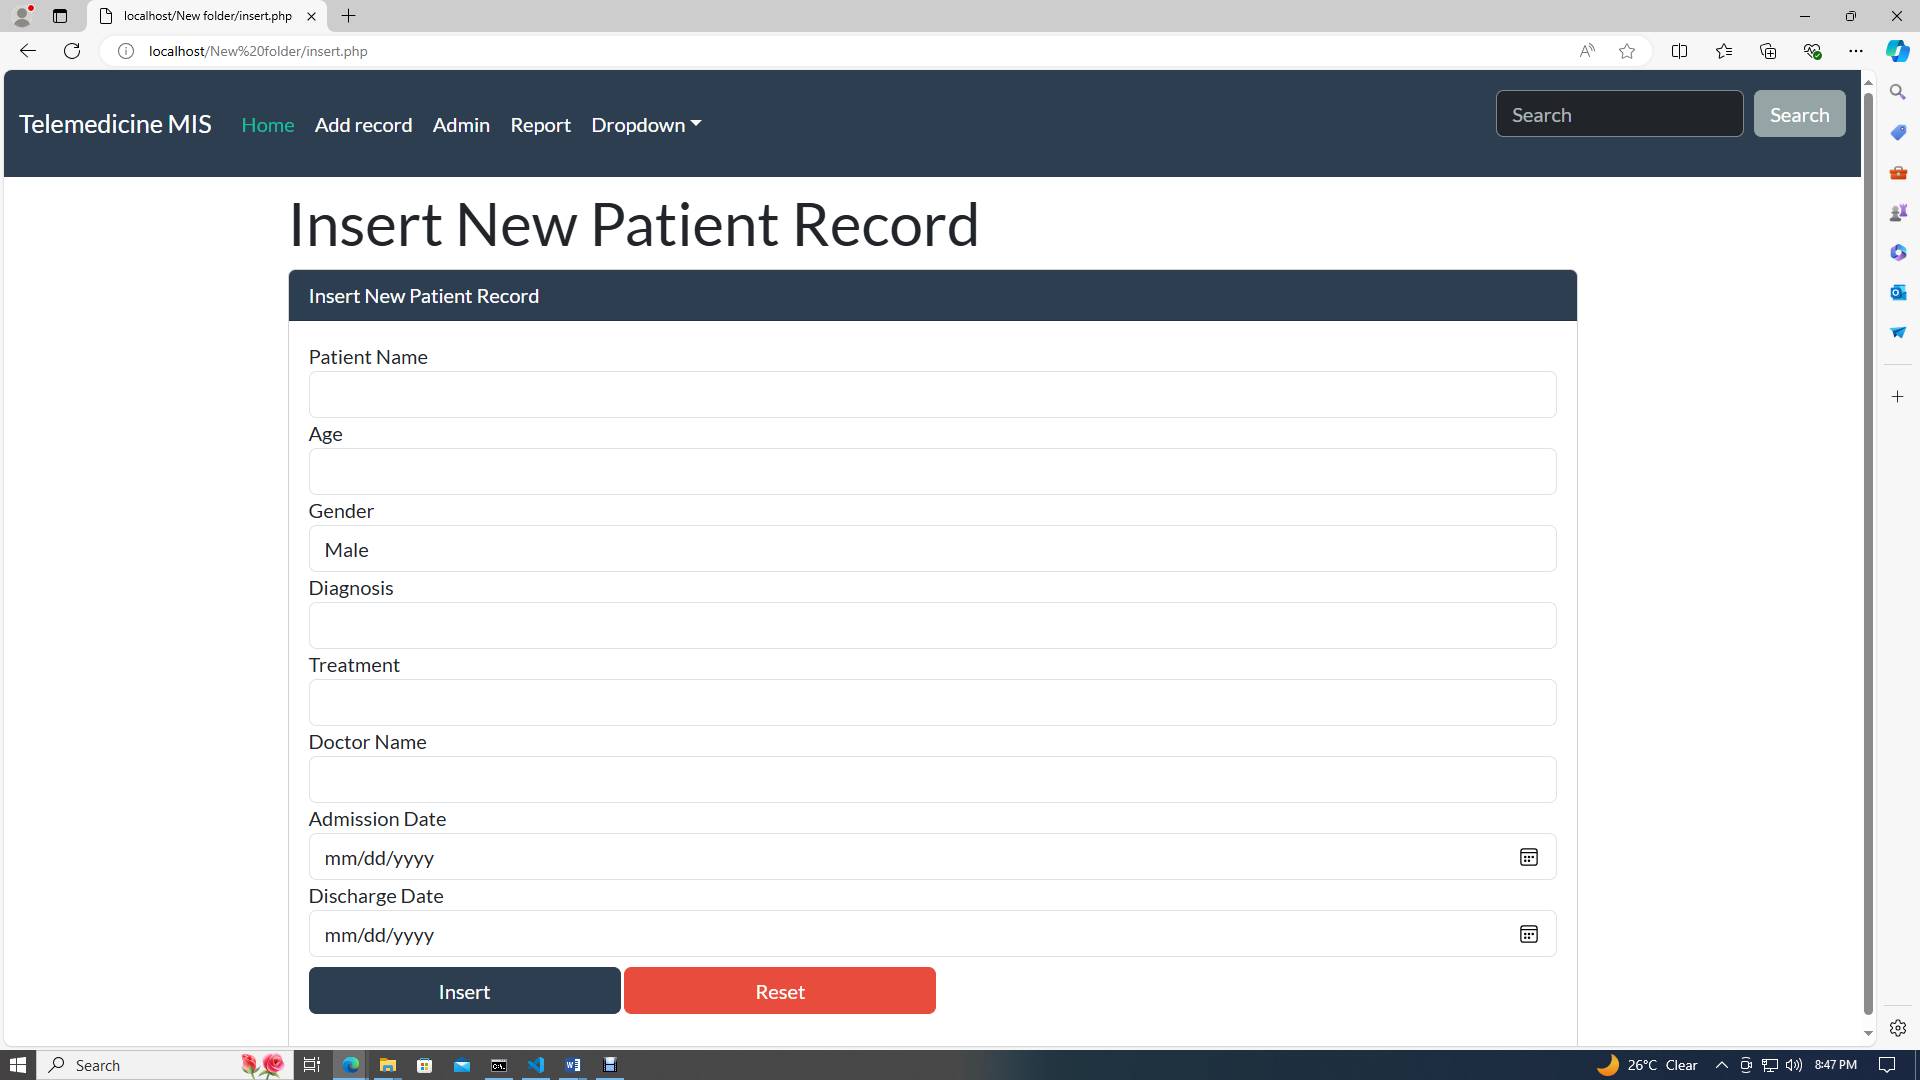 localhost/New folder/insert.php
localhost/New%20folder/insert.php
Telemedicine MIS Home Add record Admin Report Dropdown Search Search
Insert New Patient Record
Insert New Patient Record
Patient Name
Age
Gender
Male
Diagnosis
Treatment
Doctor Name
Admission Date
mm/dd/yyyy
Discharge Date
mm/dd/yyyy
Insert Reset
Search 26°C Clear 8:47 PM